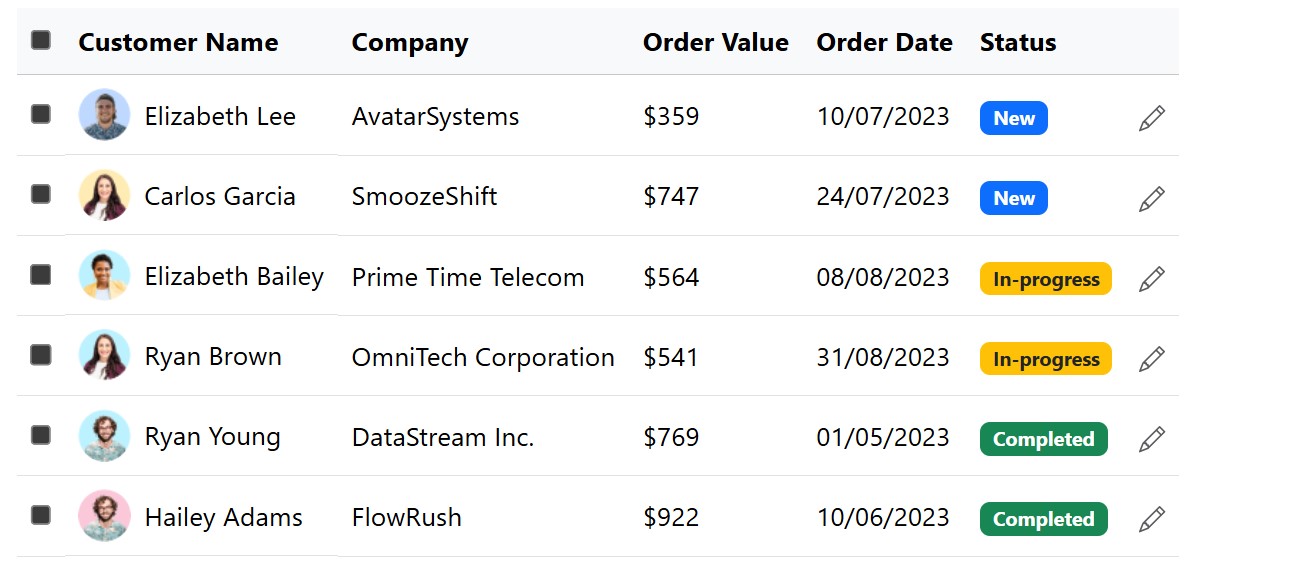 Customer Name Company Order Value Order Date Status
Elizabeth Lee AvatarSystems $359 10/07/2023 New
Carlos Garcia SmoozeShift $747 24/07/2023 New
Elizabeth Bailey Prime Time Telecom $564 08/08/2023 In-progress
Ryan Brown OmniTech Corporation $541 31/08/2023 In-progress
Ryan Young DataStream Inc. $769 01/05/2023 Completed
Hailey Adams FlowRush $922 10/06/2023 Completed